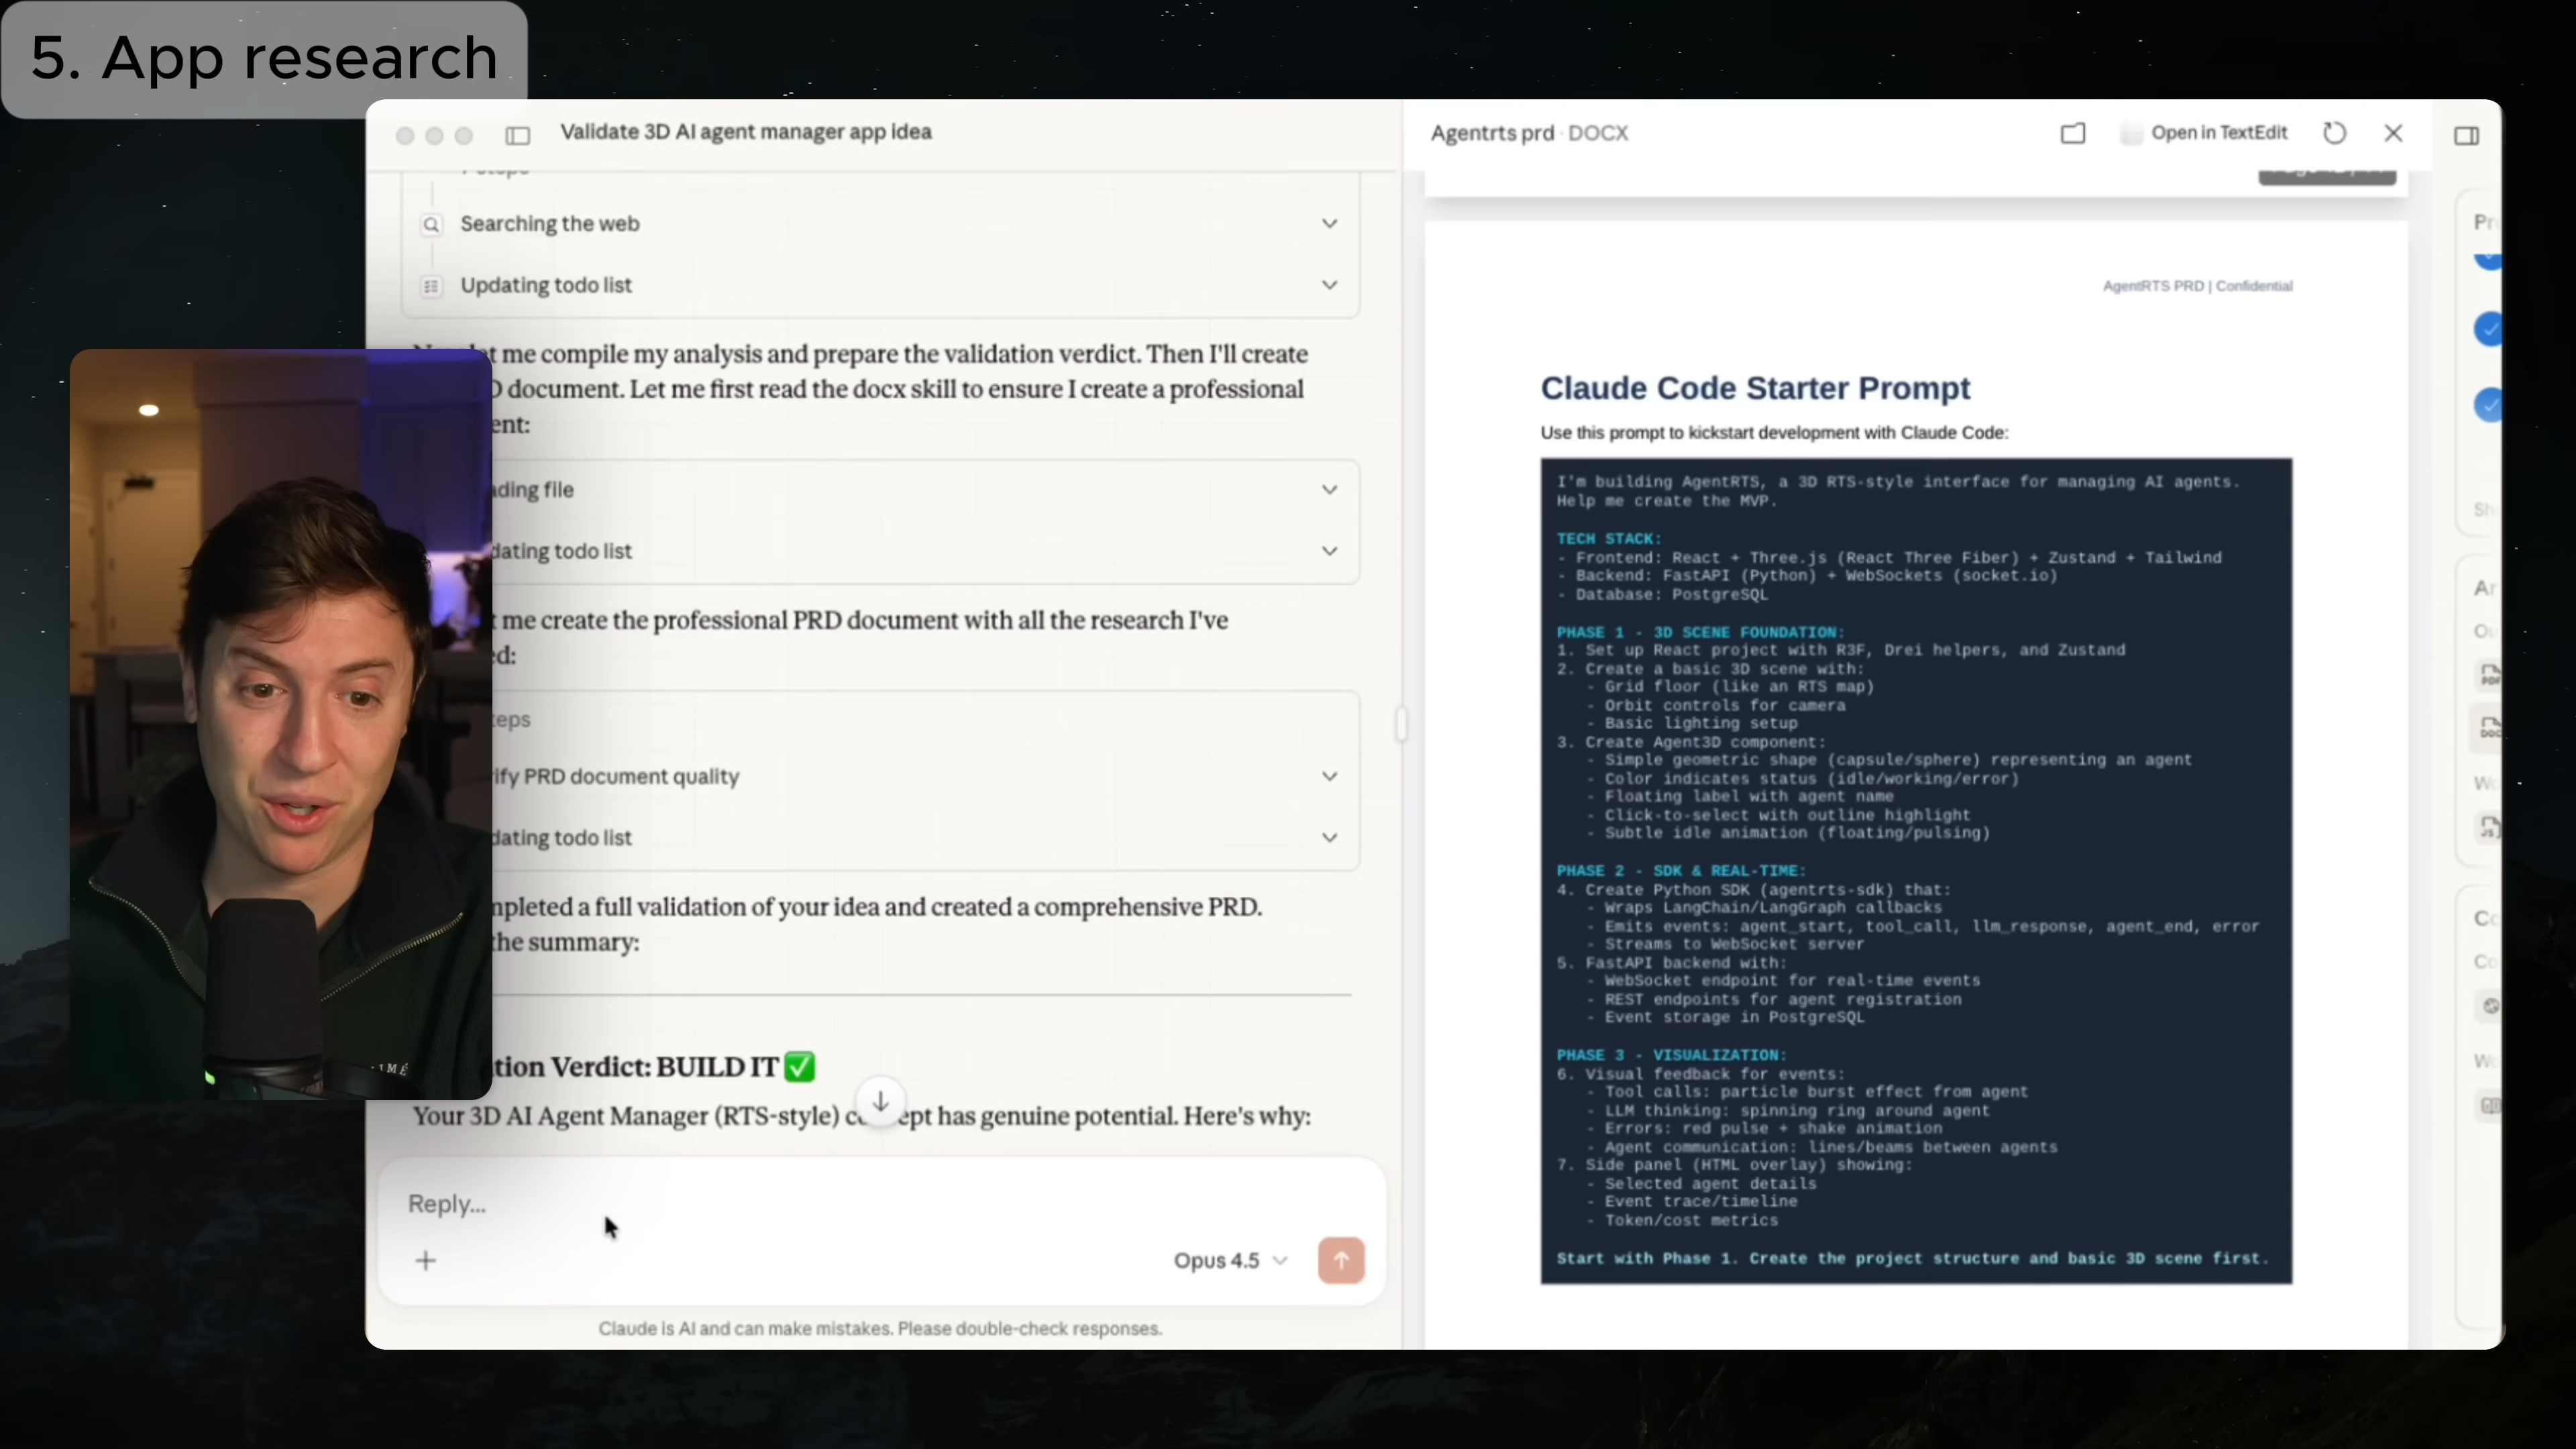 5. App research
Validate 3D AI agent manager app idea
Searching the web
Updating todo list
let me compile my analysis and prepare the validation verdict. Then I'll create
document. Let me first read the docx skill to ensure I create a professional
ent:
ading file
dating todo list
me create the professional PRD document with all the research I've
ed:
teps
ify PRD document quality
dating todo list
mpleted a full validation of your idea and created a comprehensive PRD.
the summary:
tion Verdict: BUILD IT ✅
Your 3D AI Agent Manager (RTS-style) ept has genuine potential. Here's why:
Reply...
Opus 4.5
Claude is AI and can make mistakes. Please double-check responses.
Agentrts prd · DOCX
Open in TextEdit
AgentRTS PRD | Confidential
Claude Code Starter Prompt
Use this prompt to kickstart development with Claude Code:
I'm building AgentRTS, a 3D RTS-style interface for managing AI agents.
Help me create the MVP.
TECH STACK:
- Frontend: React + Three.js (React Three Fiber) + Zustand + Tailwind
- Backend: FastAPI (Python) + WebSockets (socket.io)
- Database: PostgreSQL
PHASE 1 - 3D SCENE FOUNDATION:
1. Set up React project with R3F, Drei helpers, and Zustand
2. Create a basic 3D scene with:
- Grid floor (like an RTS map)
- Orbit controls for camera
- Basic lighting setup
3. Create Agent3D component:
- Simple geometric shape (capsule/sphere) representing an agent
- Color indicates status (idle/working/error)
- Floating label with agent name
- Click-to-select with outline highlight
- Subtle idle animation (floating/pulsing)
PHASE 2 - SDK & REAL-TIME:
4. Create Python SDK (agentrts-sdk) that:
- Wraps LangChain/LangGraph callbacks
- Emits events: agent_start, tool_call, llm_response, agent_end, error
- Streams to WebSocket server
5. FastAPI backend with:
- WebSocket endpoint for real-time events
- REST endpoints for agent registration
- Event storage in PostgreSQL
PHASE 3 - VISUALIZATION:
6. Visual feedback for events:
- Tool calls: particle burst effect from agent
- LLM thinking: spinning ring around agent
- Errors: red pulse + shake animation
- Agent communication: lines/beams between agents
7. Side panel (HTML overlay) showing:
- Selected agent details
- Event trace/timeline
- Token/cost metrics
Start with Phase 1. Create the project structure and basic 3D scene first.
Pr
Sh
Ar
Ou
PDF
DOC
Wo
JS
Co
Co
Wo